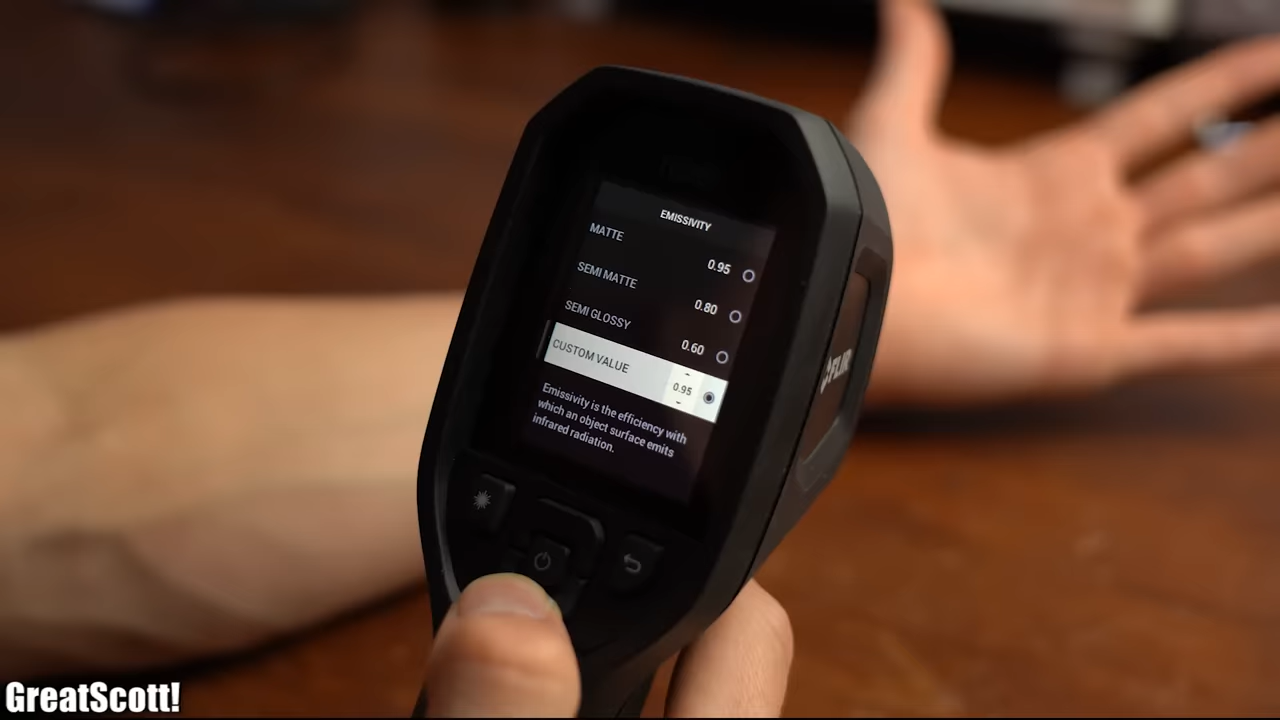 EMISSIVITY
MATTE 0.95
SEMI MATTE 0.80
SEMI GLOSSY 0.60
CUSTOM VALUE 0.95
Emissivity is the efficiency with
which an object surface emits
infrared radiation.
FLIR
GreatScott!